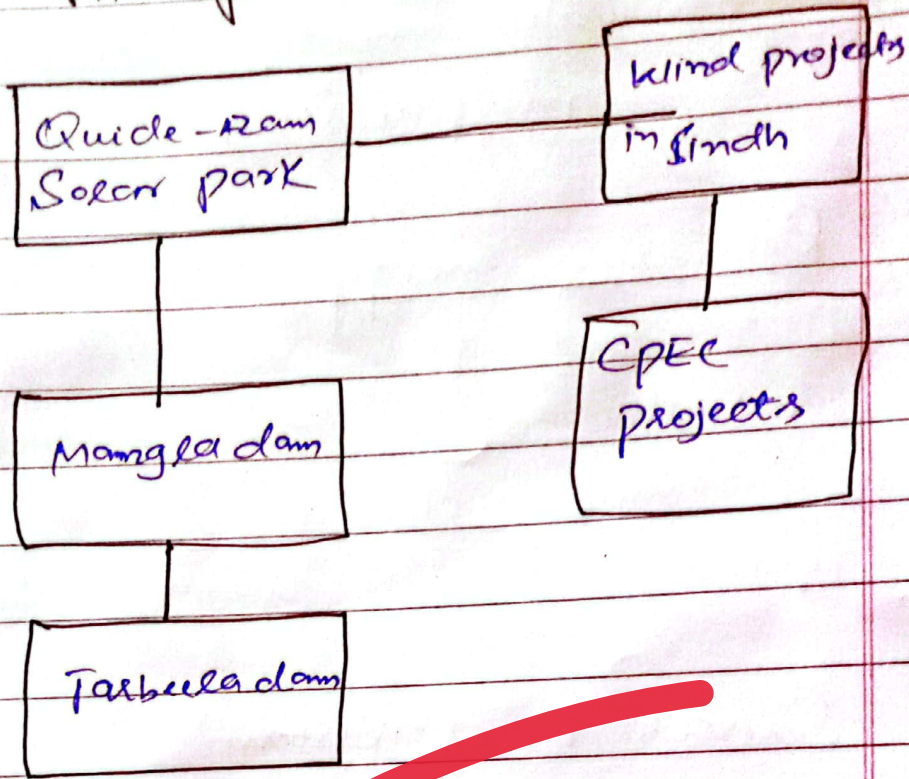 Quide-Azam
Solar park
Wind projects
in Sindh
CPEC
projects
Mangla dam
Tarbeela dam